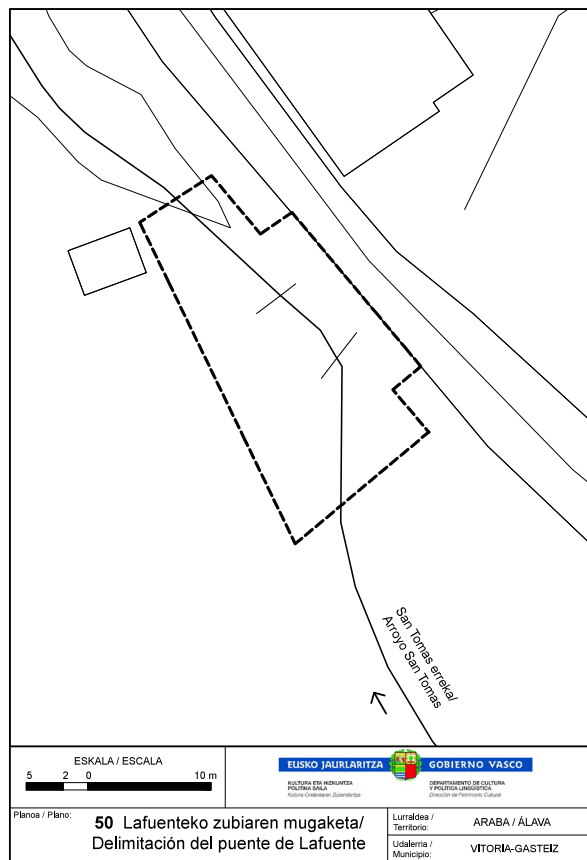 San Tomas erreka/
Arroyo San Tomas
ESKALA / ESCALA
5 2 0 10 m
EUSKO JAURLARITZA GOBIERNO VASCO
KULTURA ETA HIZKUNTZA
POLITIKA SAILA
Kultura Ondarearen Zuzendaritza
DEPARTAMENTO DE CULTURA
Y POLÍTICA LINGÜÍSTICA
Dirección de Patrimonio Cultural
Planoa / Plano:
50 Lafuenteko zubiaren mugaketa/
Delimitación del puente de Lafuente
Lurraldea /
Territorio:
ARABA / ÁLAVA
Udalerria /
Municipio:
VITORIA-GASTEIZ